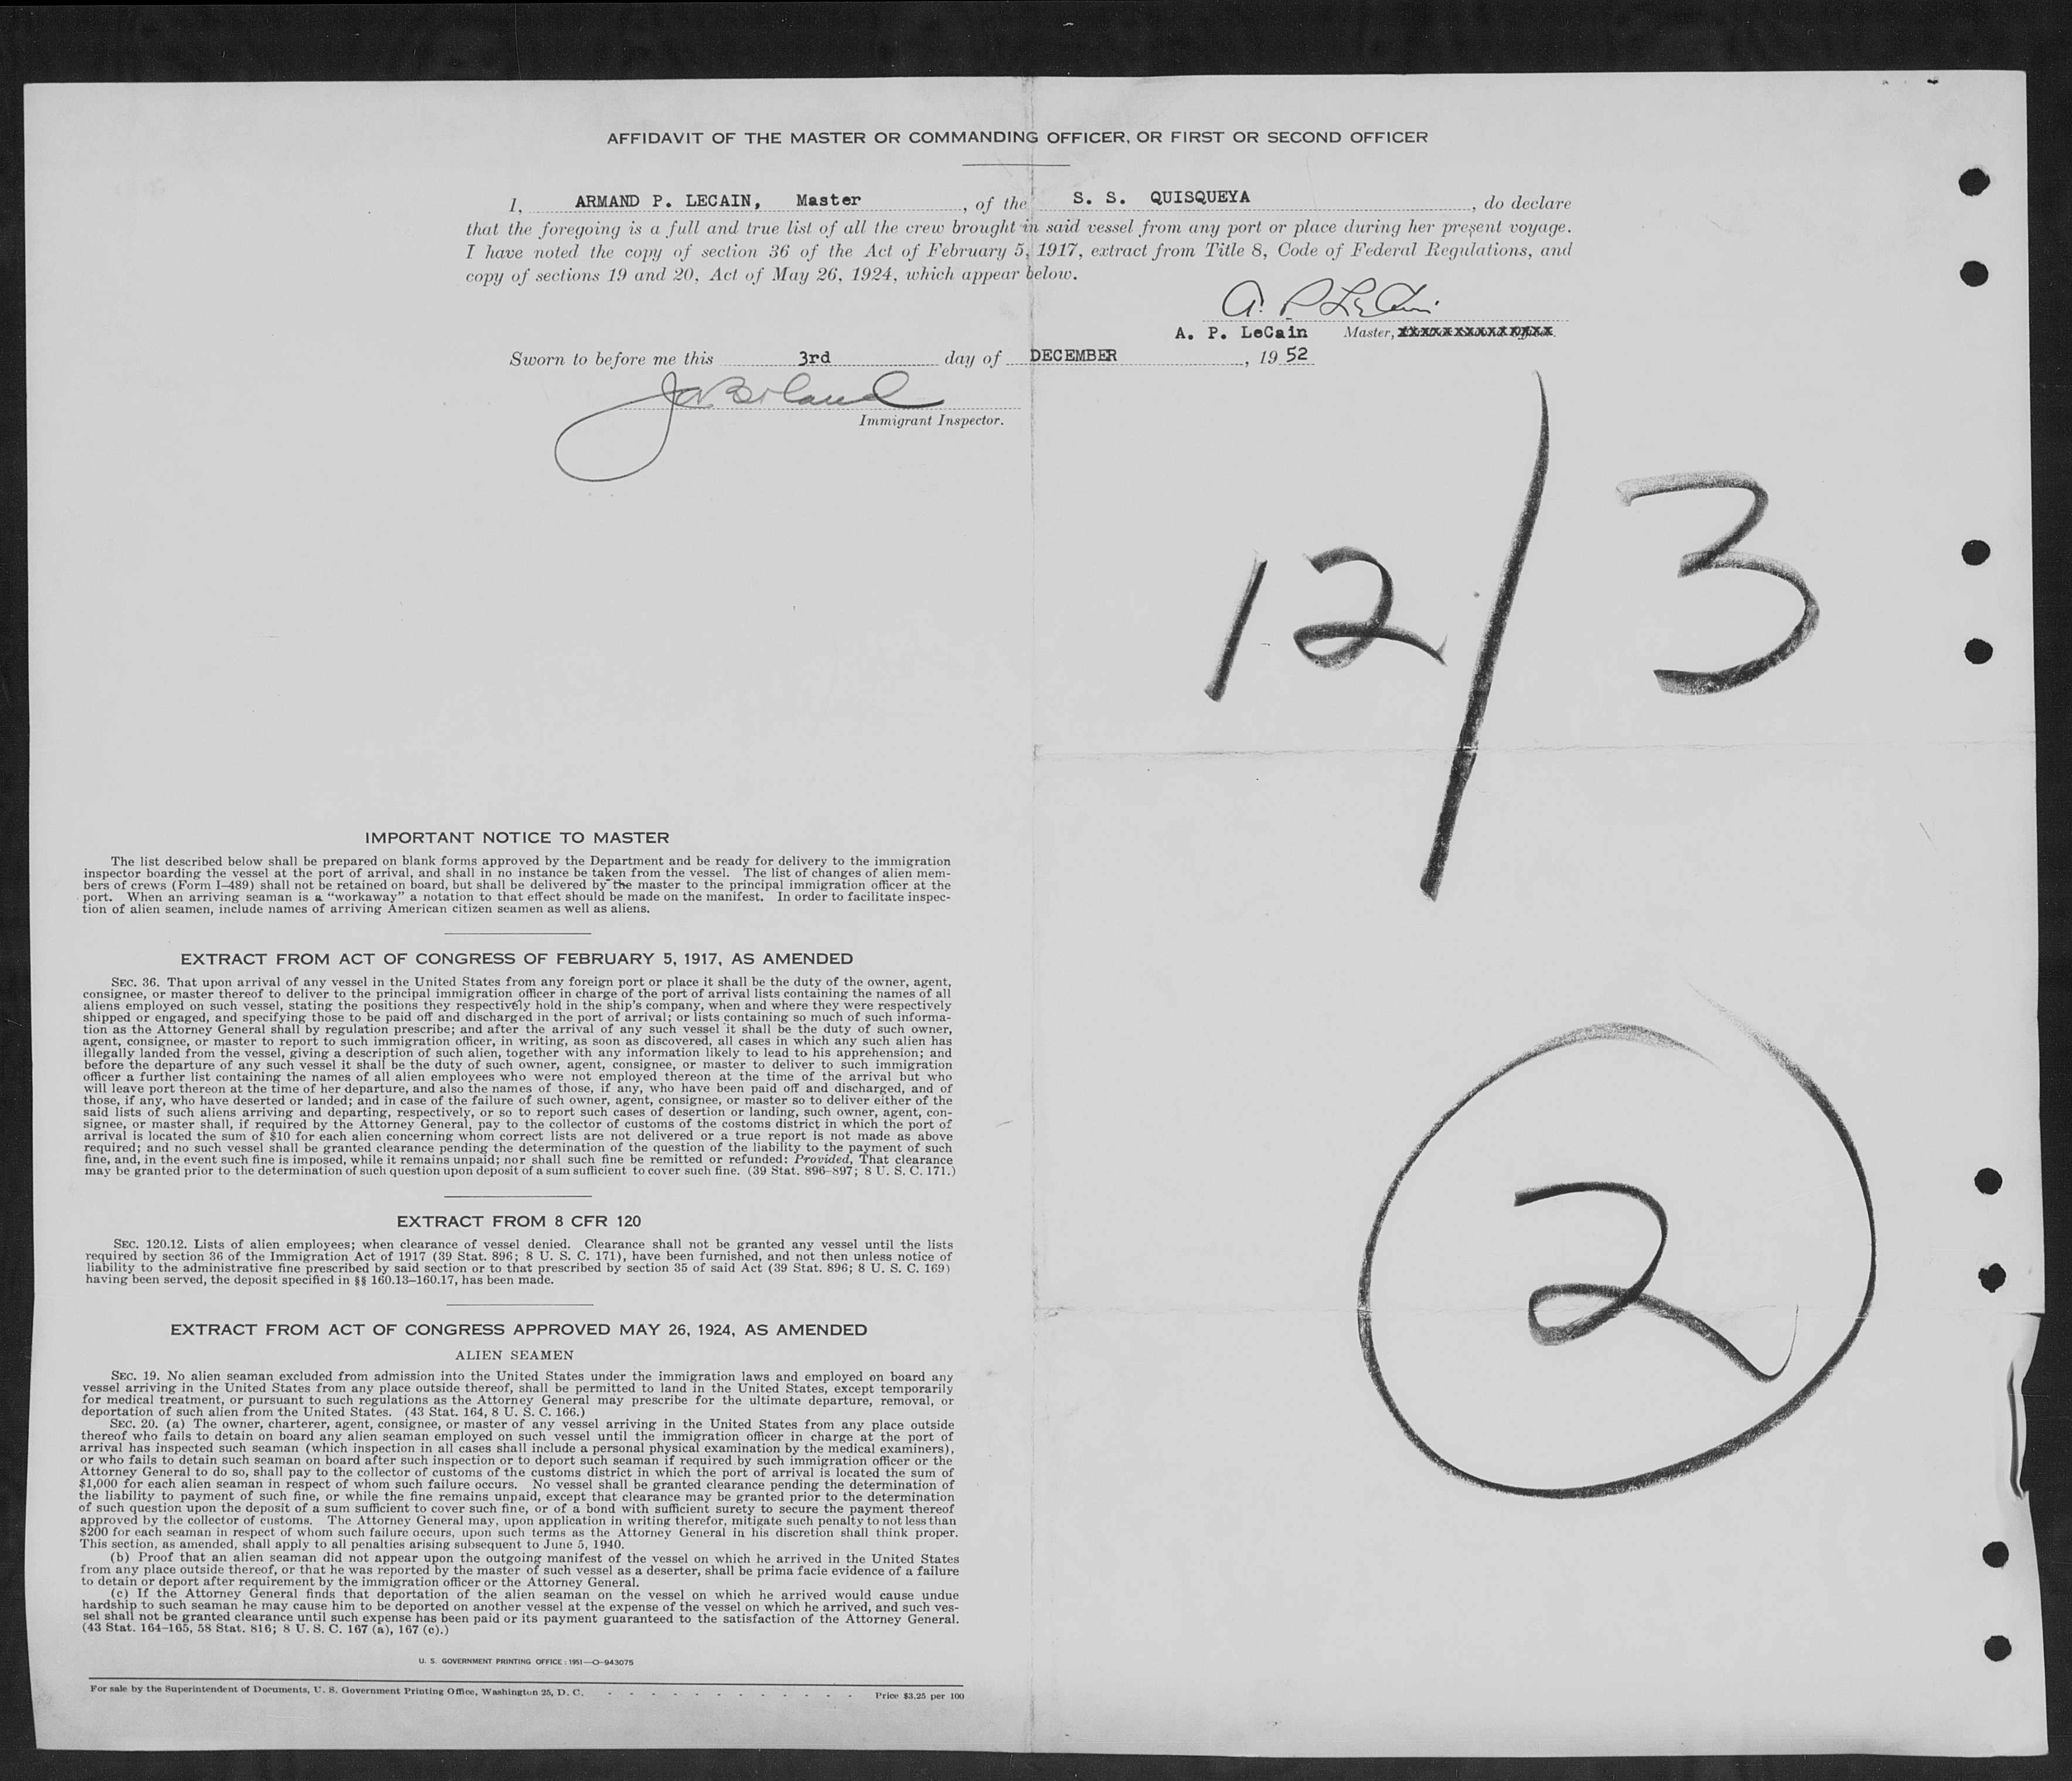 AFFIDAVIT OF THE MASTER OR COMMANDING OFFICER, OR FIRST OR SECOND OFFICER
I, ARMAND P. LECAIN, Master, of the S. S. QUISQUEYA, do declare
that the foregoing is a full and true list of all the crew brought in said vessel from any port or place during her present voyage.
I have noted the copy of section 36 of the Act of February 5, 1917, extract from Title 8, Code of Federal Regulations, and
copy of sections 19 and 20, Act of May 26, 1924, which appear below.
A. P. LeCain
A. P. LeCain Master,
Sworn to before me this 3rd day of DECEMBER, 19 52
Immigrant Inspector.
12/3
IMPORTANT NOTICE TO MASTER
The list described below shall be prepared on blank forms approved by the Department and be ready for delivery to the immigration
inspector boarding the vessel at the port of arrival, and shall in no instance be taken from the vessel. The list of changes of alien mem-
bers of crews (Form I-489) shall not be retained on board, but shall be delivered by the master to the principal immigration officer at the
port. When an arriving seaman is a "workaway" a notation to that effect should be made on the manifest. In order to facilitate inspec-
tion of alien seamen, include names of arriving American citizen seamen as well as aliens.
EXTRACT FROM ACT OF CONGRESS OF FEBRUARY 5, 1917, AS AMENDED
SEC. 36. That upon arrival of any vessel in the United States from any foreign port or place it shall be the duty of the owner, agent,
consignee, or master thereof to deliver to the principal immigration officer in charge of the port of arrival lists containing the names of all
aliens employed on such vessel, stating the positions they respectively hold in the ship's company, when and where they were respectively
shipped or engaged, and specifying those to be paid off and discharged in the port of arrival; or lists containing so much of such informa-
tion as the Attorney General shall by regulation prescribe; and after the arrival of any such vessel it shall be the duty of such owner,
agent, consignee, or master to report to such immigration officer, in writing, as soon as discovered, all cases in which any such alien has
illegally landed from the vessel, giving a description of such alien, together with any information likely to lead to his apprehension; and
before the departure of any such vessel it shall be the duty of such owner, agent, consignee, or master to deliver to such immigration
officer a further list containing the names of all alien employees who were not employed thereon at the time of the arrival but who
will leave port thereon at the time of her departure, and also the names of those, if any, who have been paid off and discharged, and of
those, if any, who have deserted or landed; and in case of the failure of such owner, agent, consignee, or master so to deliver either of the
said lists of such aliens arriving and departing, respectively, or so to report such cases of desertion or landing, such owner, agent, con-
signee, or master shall, if required by the Attorney General, pay to the collector of customs of the costoms district in which the port of
arrival is located the sum of $10 for each alien concerning whom correct lists are not delivered or a true report is not made as above
required; and no such vessel shall be granted clearance pending the determination of the question of the liability to the payment of such
fine, and, in the event such fine is imposed, while it remains unpaid; nor shall such fine be remitted or refunded: Provided, That clearance
may be granted prior to the determination of such question upon deposit of a sum sufficient to cover such fine. (39 Stat. 896-897; 8 U. S. C. 171.)
EXTRACT FROM 8 CFR 120
SEC. 120.12. Lists of alien employees; when clearance of vessel denied. Clearance shall not be granted any vessel until the lists
required by section 36 of the Immigration Act of 1917 (39 Stat. 896; 8 U. S. C. 171), have been furnished, and not then unless notice of
liability to the administrative fine prescribed by said section or to that prescribed by section 35 of said Act (39 Stat. 896; 8 U. S. C. 169)
having been served, the deposit specified in §§ 160.13-160.17, has been made.
EXTRACT FROM ACT OF CONGRESS APPROVED MAY 26, 1924, AS AMENDED
ALIEN SEAMEN
SEC. 19. No alien seaman excluded from admission into the United States under the immigration laws and employed on board any
vessel arriving in the United States from any place outside thereof, shall be permitted to land in the United States, except temporarily
for medical treatment, or pursuant to such regulations as the Attorney General may prescribe for the ultimate departure, removal, or
deportation of such alien from the United States. (43 Stat. 164, 8 U. S. C. 166.)
SEC. 20. (a) The owner, charterer, agent, consignee, or master of any vessel arriving in the United States from any place outside
thereof who fails to detain on board any alien seaman employed on such vessel until the immigration officer in charge at the port of
arrival has inspected such seaman (which inspection in all cases shall include a personal physical examination by the medical examiners),
or who fails to detain such seaman on board after such inspection or to deport such seaman if required by such immigration officer or the
Attorney General to do so, shall pay to the collector of customs of the customs district in which the port of arrival is located the sum of
$1,000 for each alien seaman in respect of whom such failure occurs. No vessel shall be granted clearance pending the determination of
the liability to payment of such fine, or while the fine remains unpaid, except that clearance may be granted prior to the determination
of such question upon the deposit of a sum sufficient to cover such fine, or of a bond with sufficient surety to secure the payment thereof
approved by the collector of customs. The Attorney General may, upon application in writing therefor, mitigate such penalty to not less than
$200 for each seaman in respect of whom such failure occurs, upon such terms as the Attorney General in his discretion shall think proper.
This section, as amended, shall apply to all penalties arising subsequent to June 5, 1940.
(b) Proof that an alien seaman did not appear upon the outgoing manifest of the vessel on which he arrived in the United States
from any place outside thereof, or that he was reported by the master of such vessel as a deserter, shall be prima facie evidence of a failure
to detain or deport after requirement by the immigration officer or the Attorney General.
(c) If the Attorney General finds that deportation of the alien seaman on the vessel on which he arrived would cause undue
hardship to such seaman he may cause him to be deported on another vessel at the expense of the vessel on which he arrived, and such ves-
sel shall not be granted clearance until such expense has been paid or its payment guaranteed to the satisfaction of the Attorney General.
(43 Stat. 164-165, 58 Stat. 816; 8 U. S. C. 167 (a), 167 (c).)
U. S. GOVERNMENT PRINTING OFFICE : 1951—O-943075
For sale by the Superintendent of Documents, U. S. Government Printing Office, Washington 25, D. C. - - - - - - - - - - - - Price $3.25 per 100
2